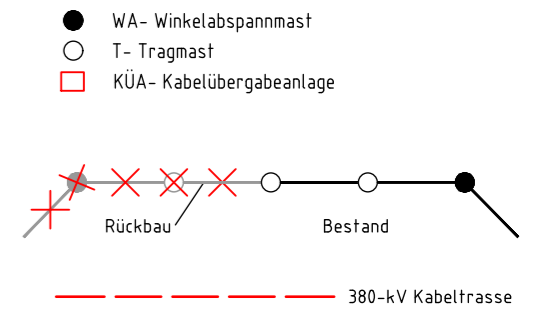 WA- Winkelabspannmast
T- Tragmast
KÜA- Kabelübergabeanlage
Rückbau
Bestand
380-kV Kabeltrasse